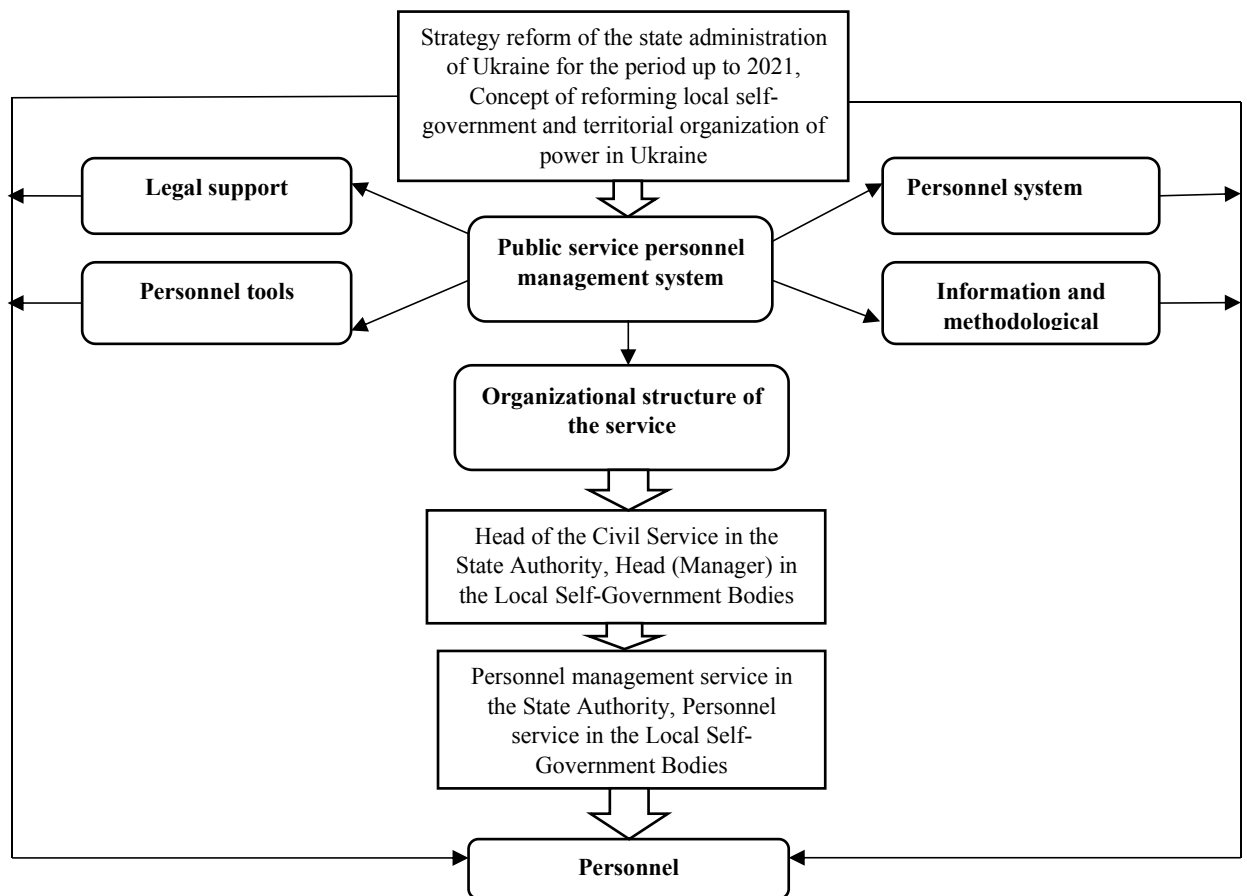 Strategy reform of the state administration
of Ukraine for the period up to 2021,
Concept of reforming local self-
government and territorial organization of
power in Ukraine
Legal support
Personnel system
Public service personnel
management system
Personnel tools
Information and
methodological
Organizational structure of
the service
Head of the Civil Service in the
State Authority, Head (Manager) in
the Local Self-Government Bodies
Personnel management service in
the State Authority, Personnel
service in the Local Self-
Government Bodies
Personnel